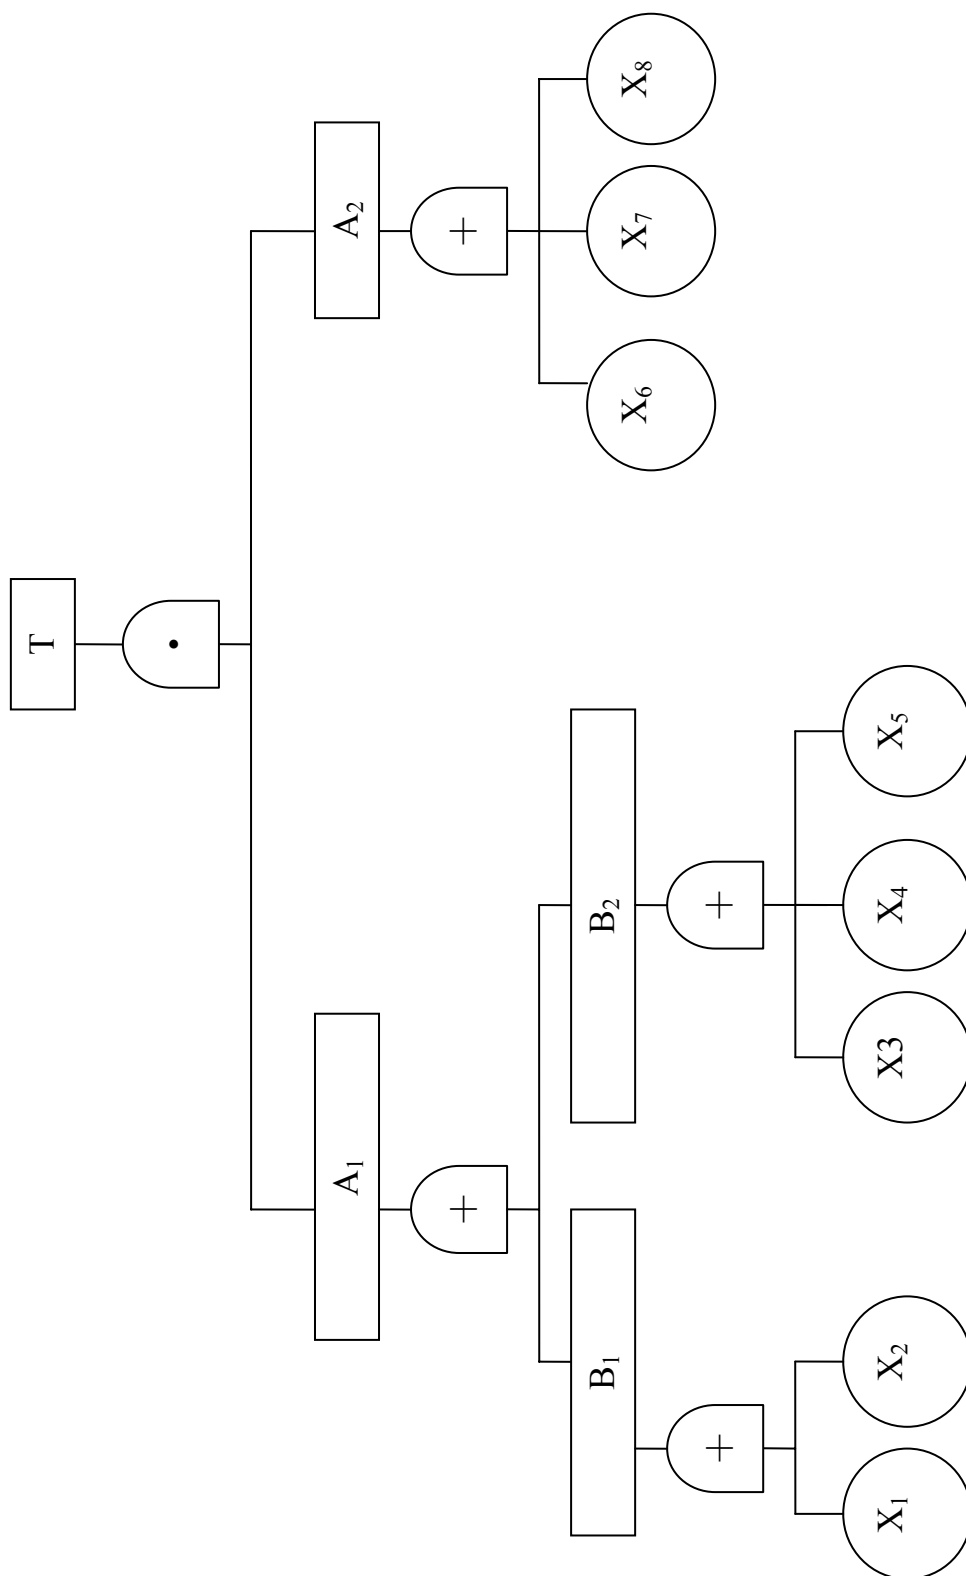 T
•
A₁
A₂
+
+
B₁
B₂
X₆
X₇
X₈
+
+
X₁
X₂
X3
X₄
X₅